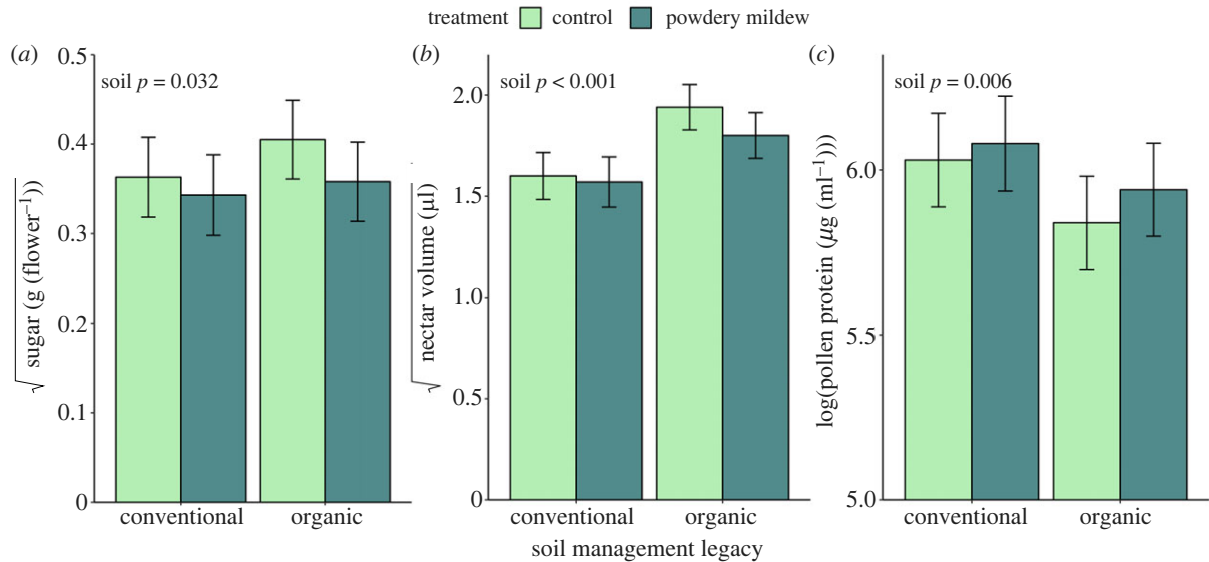 treatment control powdery mildew
(a)
soil p = 0.032
√sugar (g (flower⁻¹))
0.5
0.4
0.3
0.2
0.1
0
conventional organic
(b)
soil p < 0.001
√nectar volume (µl)
2.0
1.5
1.0
0.5
0
conventional organic
(c)
soil p = 0.006
log(pollen protein (µg (ml⁻¹)))
6.0
5.5
5.0
conventional organic
soil management legacy